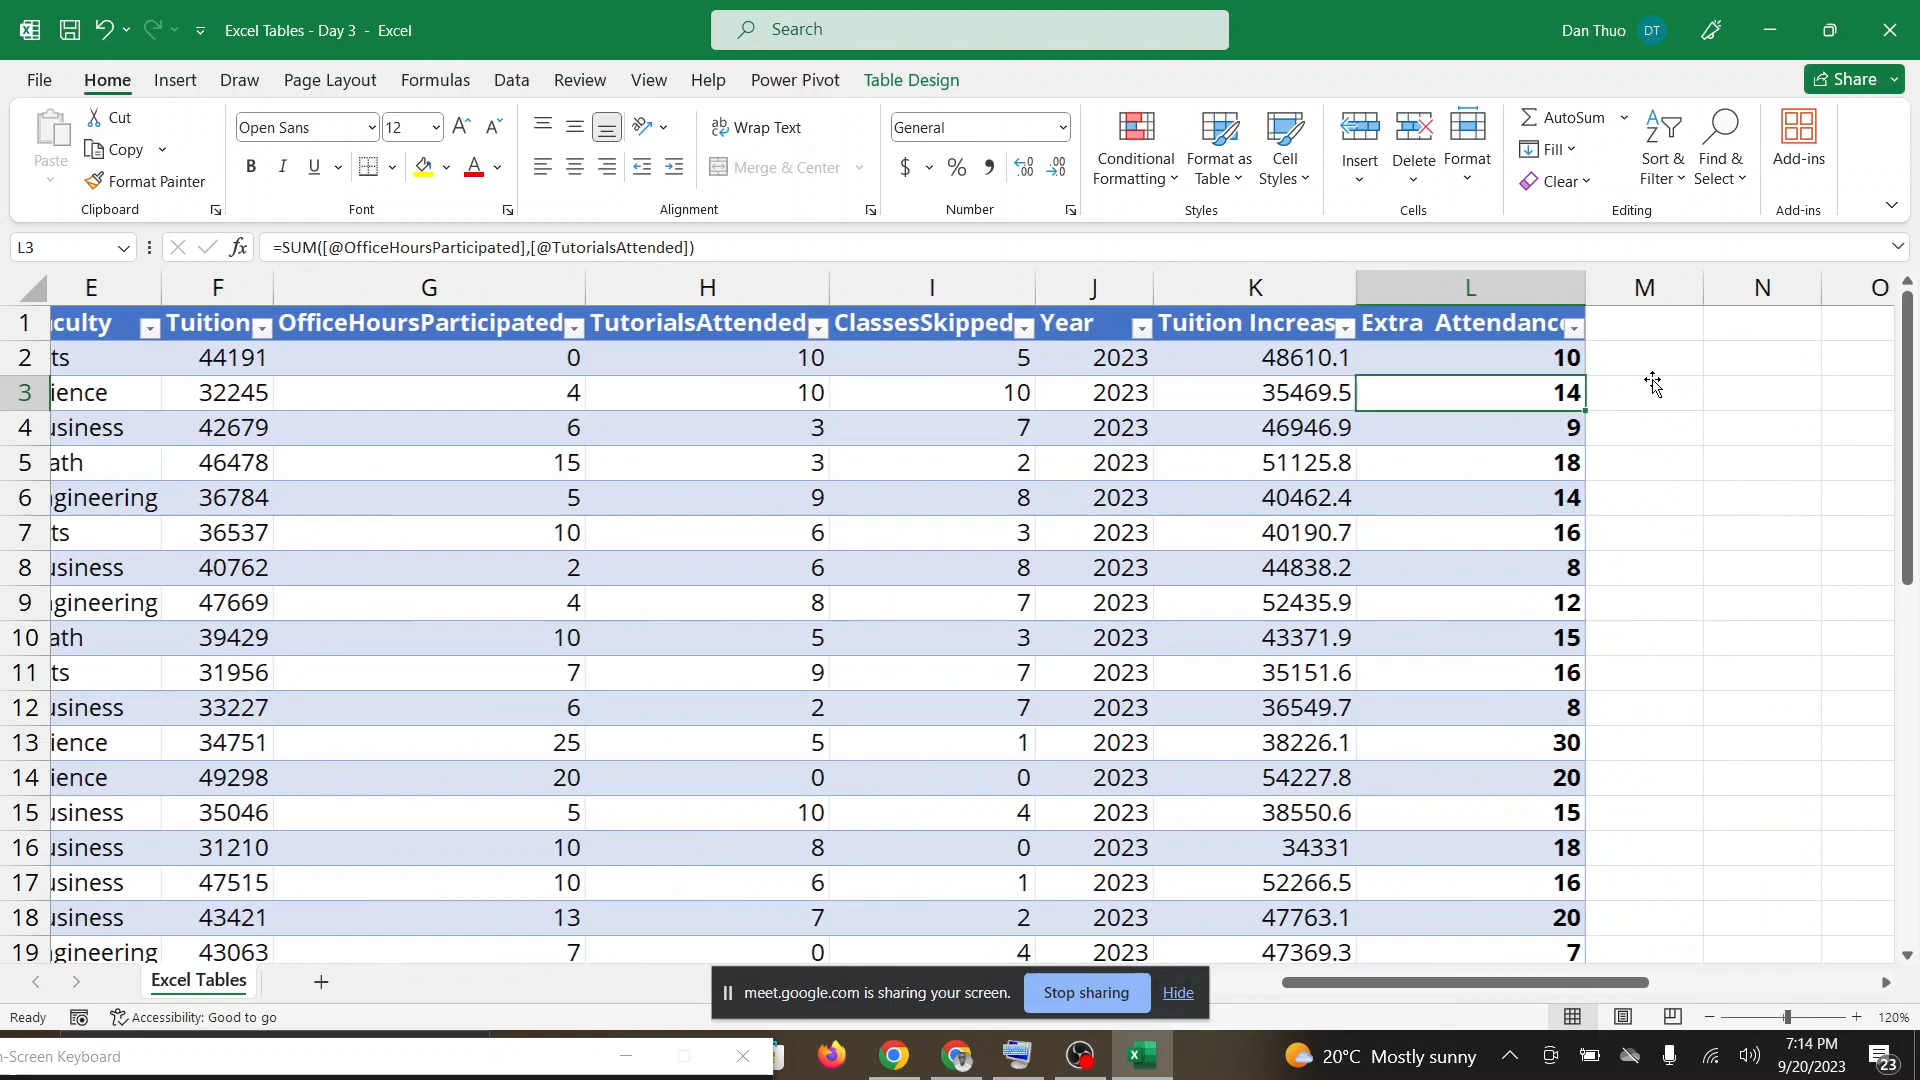 Excel Tables - Day 3 - Excel
Search
Dan Thuo DT
File Home Insert Draw Page Layout Formulas Data Review View Help Power Pivot Table Design Share
Paste Cut Copy Format Painter
Open Sans 12
B I U A
ab Wrap Text
Merge & Center
General
$ % 9
Conditional Formatting Format as Table Cell Styles
Insert Delete Format
AutoSum Fill Clear
Sort & Filter Find & Select
Add-ins
Clipboard Font Alignment Number Styles Cells Editing Add-ins
L3 fx =SUM([@OfficeHoursParticipated],[@TutorialsAttended])
E F G H I J K L M N O
1 culty Tuition OfficeHoursParticipated TutorialsAttended ClassesSkipped Year Tuition Increas Extra Attendanc
2 ts 44191 0 10 5 2023 48610.1 10
3 ience 32245 4 10 10 2023 35469.5 14
4 usiness 42679 6 3 7 2023 46946.9 9
5 ath 46478 15 3 2 2023 51125.8 18
6 gineering 36784 5 9 8 2023 40462.4 14
7 ts 36537 10 6 3 2023 40190.7 16
8 usiness 40762 2 6 8 2023 44838.2 8
9 gineering 47669 4 8 7 2023 52435.9 12
10 ath 39429 10 5 3 2023 43371.9 15
11 ts 31956 7 9 7 2023 35151.6 16
12 usiness 33227 6 2 7 2023 36549.7 8
13 ience 34751 25 5 1 2023 38226.1 30
14 ience 49298 20 0 0 2023 54227.8 20
15 usiness 35046 5 10 4 2023 38550.6 15
16 usiness 31210 10 8 0 2023 34331 18
17 usiness 47515 10 6 1 2023 52266.5 16
18 usiness 43421 13 7 2 2023 47763.1 20
19 gineering 43063 7 0 4 2023 47369.3 7
Excel Tables
meet.google.com is sharing your screen. Stop sharing Hide
Ready Accessibility: Good to go 120%
n-Screen Keyboard
20°C Mostly sunny
7:14 PM
9/20/2023
23